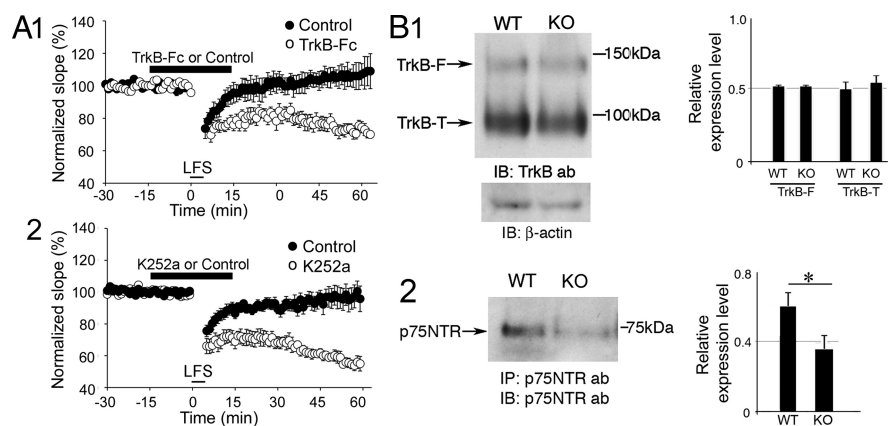 A1
140
120
100
80
60
40
Normalized slope (%)
Control
TrkB-Fc
TrkB-Fc or Control
LFS
-30 -15 0 15 30 0 45 60
Time (min)
2
140
120
100
80
60
40
Normalized slope (%)
Control
K252a
K252a or Control
LFS
-30 -15 0 15 30 45 60
Time (min)
B1
WT KO
TrkB-F
TrkB-T
150kDa
100kDa
IB: TrkB ab
IB: β-actin
Relative
expression level
1.0
0.5
0
WT KO WT KO
TrkB-F TrkB-T
2
WT KO
p75NTR
75kDa
IP: p75NTR ab
IB: p75NTR ab
Relative
expression level
0.8
0.4
0
*
WT KO